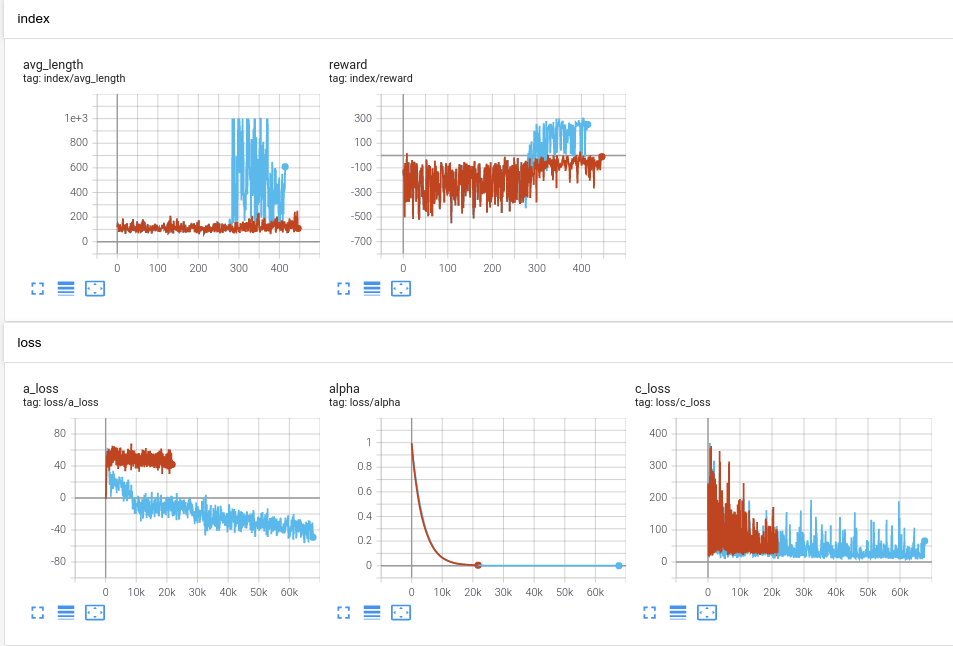 index
avg_length
tag: index/avg_length
1e+3
800
600
400
200
0
0 100 200 300 400
reward
tag: index/reward
300
100
-100
-300
-500
-700
0 100 200 300 400
loss
a_loss
tag: loss/a_loss
80
40
0
-40
-80
0 10k 20k 30k 40k 50k 60k
alpha
tag: loss/alpha
1
0.8
0.6
0.4
0.2
0
0 10k 20k 30k 40k 50k 60k
c_loss
tag: loss/c_loss
400
300
200
100
0
0 10k 20k 30k 40k 50k 60k